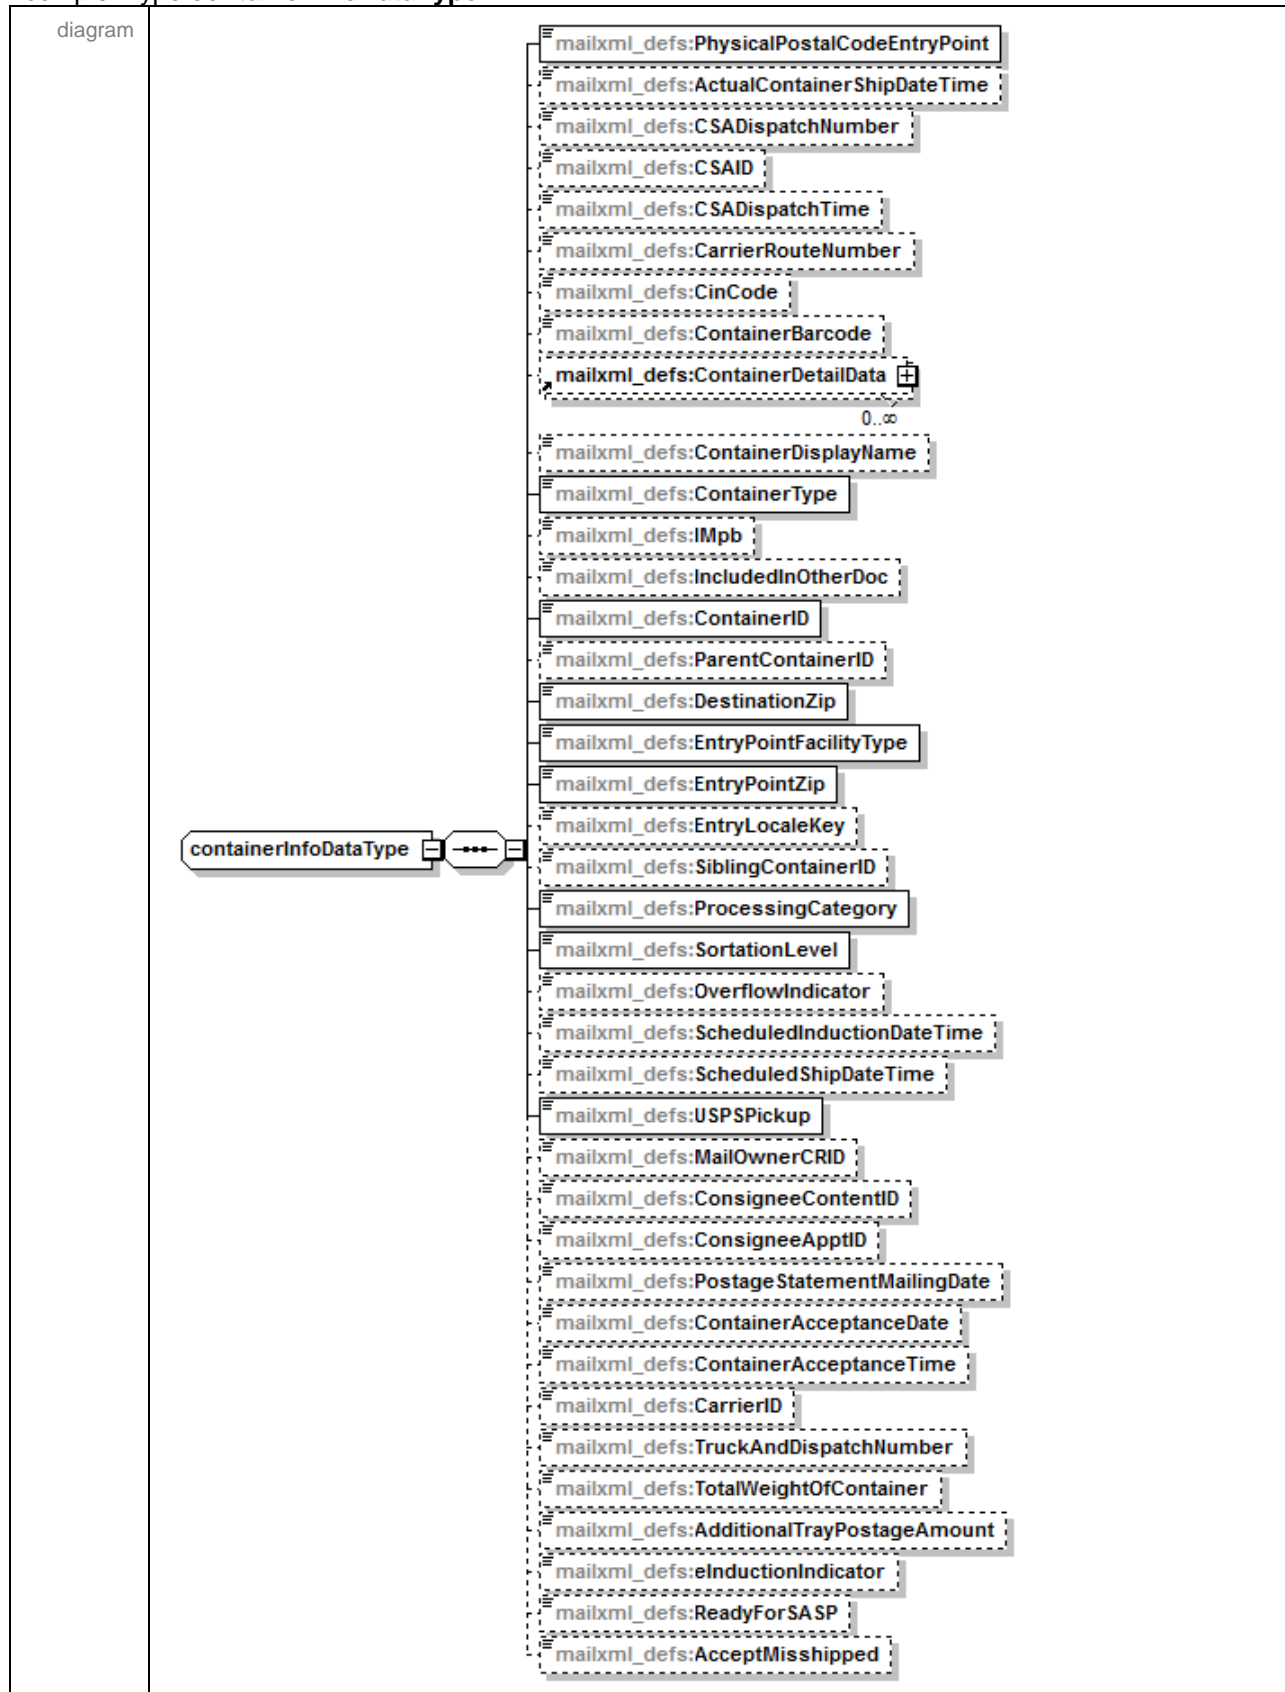 diagram
mailxml_defs:PhysicalPostalCodeEntryPoint
mailxml_defs:ActualContainerShipDateTime
mailxml_defs:CSADispatchNumber
mailxml_defs:CSAID
mailxml_defs:CSADispatchTime
mailxml_defs:CarrierRouteNumber
mailxml_defs:CinCode
mailxml_defs:ContainerBarcode
mailxml_defs:ContainerDetailData
0..∞
mailxml_defs:ContainerDisplayName
mailxml_defs:ContainerType
mailxml_defs:IMpb
mailxml_defs:IncludedInOtherDoc
mailxml_defs:ContainerID
mailxml_defs:ParentContainerID
mailxml_defs:DestinationZip
mailxml_defs:EntryPointFacilityType
mailxml_defs:EntryPointZip
mailxml_defs:EntryLocaleKey
containerInfoDataType
mailxml_defs:SiblingContainerID
mailxml_defs:ProcessingCategory
mailxml_defs:SortationLevel
mailxml_defs:OverflowIndicator
mailxml_defs:ScheduledInductionDateTime
mailxml_defs:ScheduledShipDateTime
mailxml_defs:USPSPickup
mailxml_defs:MailOwnerCRID
mailxml_defs:ConsigneeContentID
mailxml_defs:ConsigneeApptID
mailxml_defs:PostageStatementMailingDate
mailxml_defs:ContainerAcceptanceDate
mailxml_defs:ContainerAcceptanceTime
mailxml_defs:CarrierID
mailxml_defs:TruckAndDispatchNumber
mailxml_defs:TotalWeightOfContainer
mailxml_defs:AdditionalTrayPostageAmount
mailxml_defs:eInductionIndicator
mailxml_defs:ReadyForSASP
mailxml_defs:AcceptMisshipped